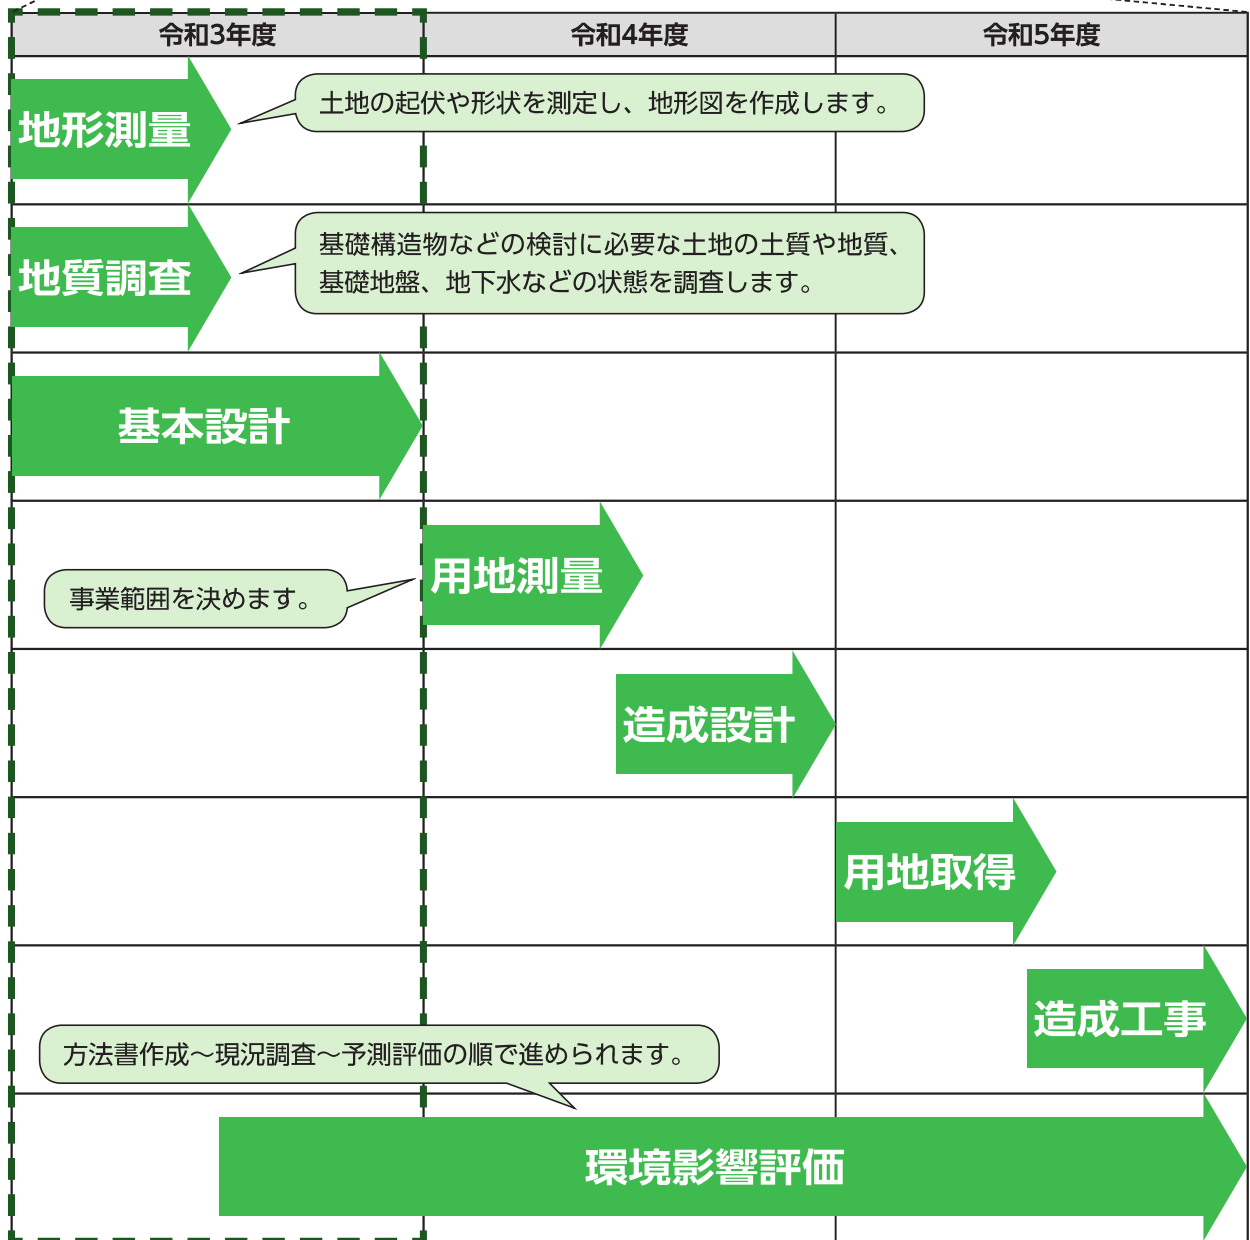 令和3年度
令和4年度
令和5年度
地形測量
土地の起伏や形状を測定し、地形図を作成します。
地質調査
基礎構造物などの検討に必要な土地の土質や地質、
基礎地盤、地下水などの状態を調査します。
基本設計
用地測量
事業範囲を決めます。
造成設計
用地取得
造成工事
方法書作成～現況調査～予測評価の順で進められます。
環境影響評価